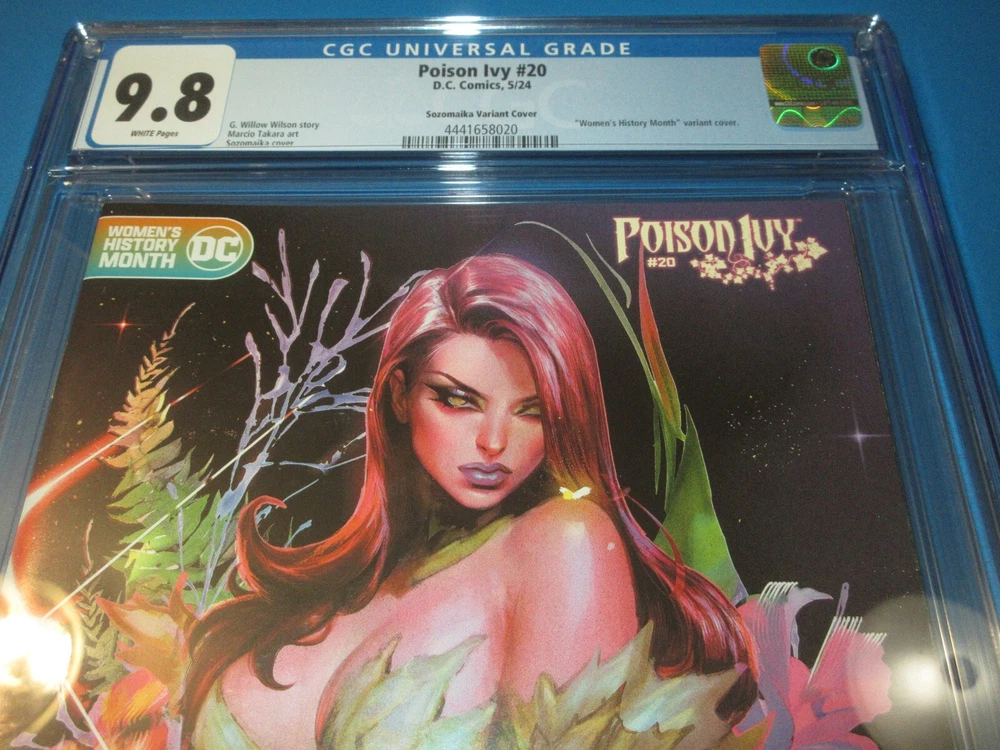 CGC UNIVERSAL GRADE
9.8
WHITE Pages
Poison Ivy #20
D.C. Comics, 5/24
G. Willow Wilson story
Marcio Takara art
Sozomaika cover
Sozomaika Variant Cover
4441658020
"Women's History Month" variant cover.
WOMEN'S
HISTORY
MONTH
DC
POISON IVY
#20